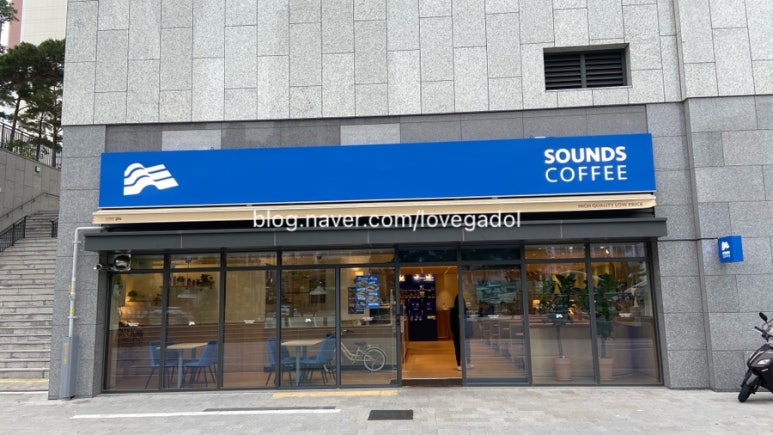 SOUNDS
COFFEE
HIGH QUALITY LOW PRICE
blog.naver.com/lovegadol